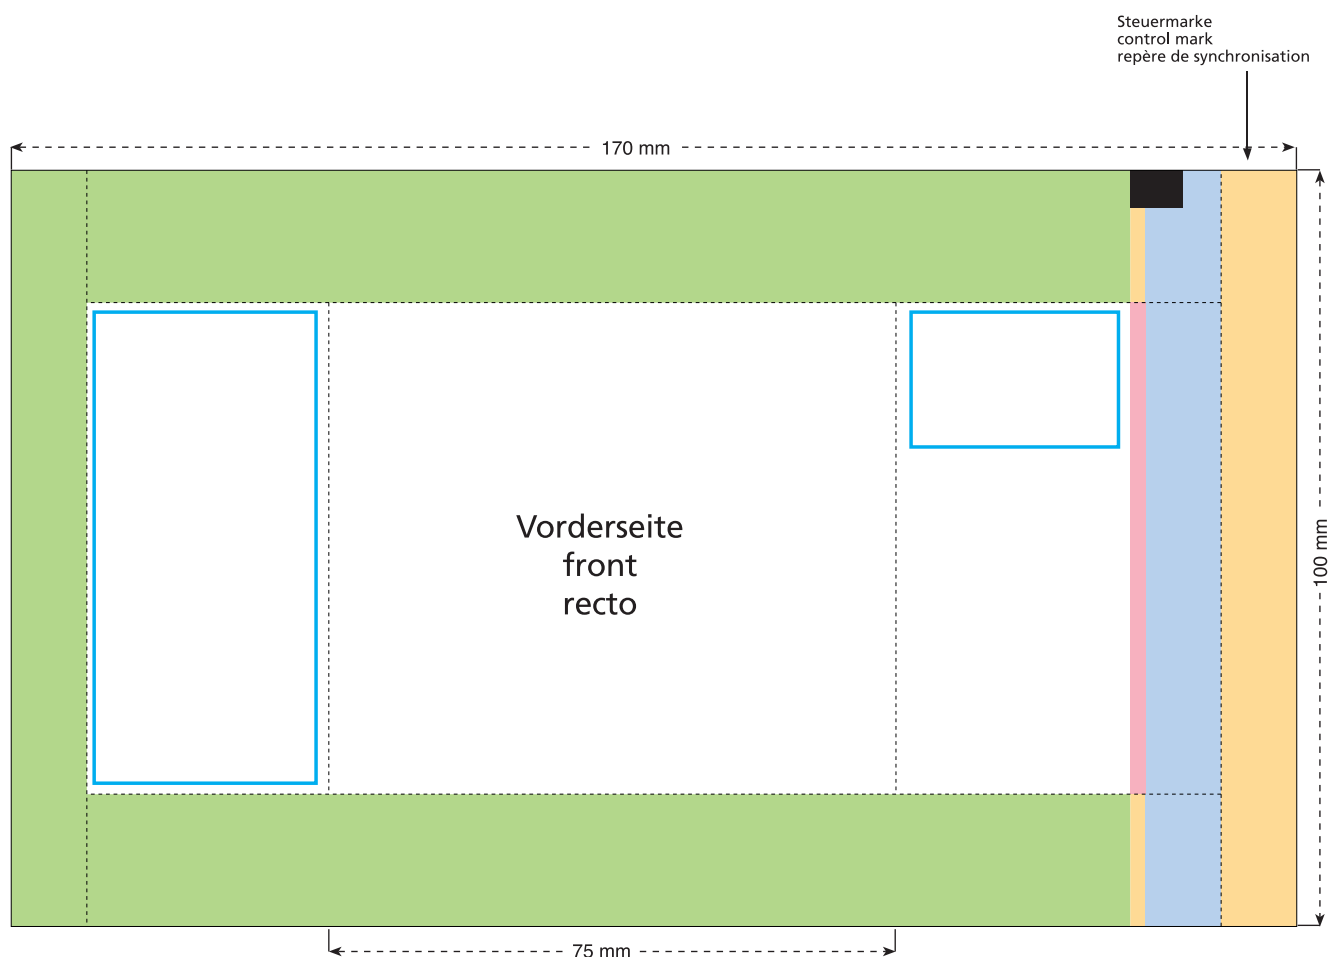 Steuermarke
control mark
repère de synchronisation
170 mm
Vorderseite
front
recto
100 mm
75 mm